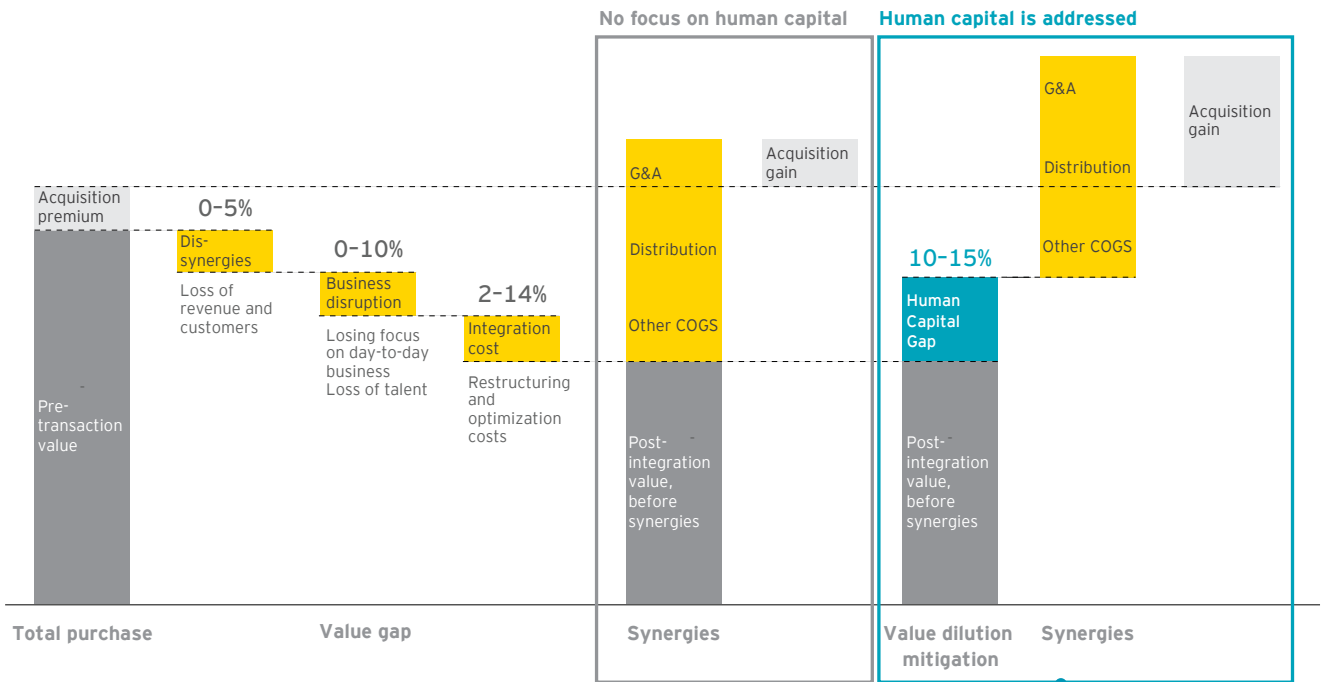 No focus on human capital
Human capital is addressed
Acquisition
premium
Pre-
transaction
value
0–5%
Dis-
synergies
Loss of
revenue and
customers
0–10%
Business
disruption
Losing focus
on day-to-day
business
Loss of talent
2–14%
Integration
cost
Restructuring
and
optimization
costs
G&A
Distribution
Other COGS
Post-
integration
value,
before
synergies
Acquisition
gain
10–15%
Human
Capital
Gap
Post-
integration
value,
before
synergies
G&A
Distribution
Other COGS
Acquisition
gain
Total purchase
Value gap
Synergies
Value dilution
mitigation
Synergies